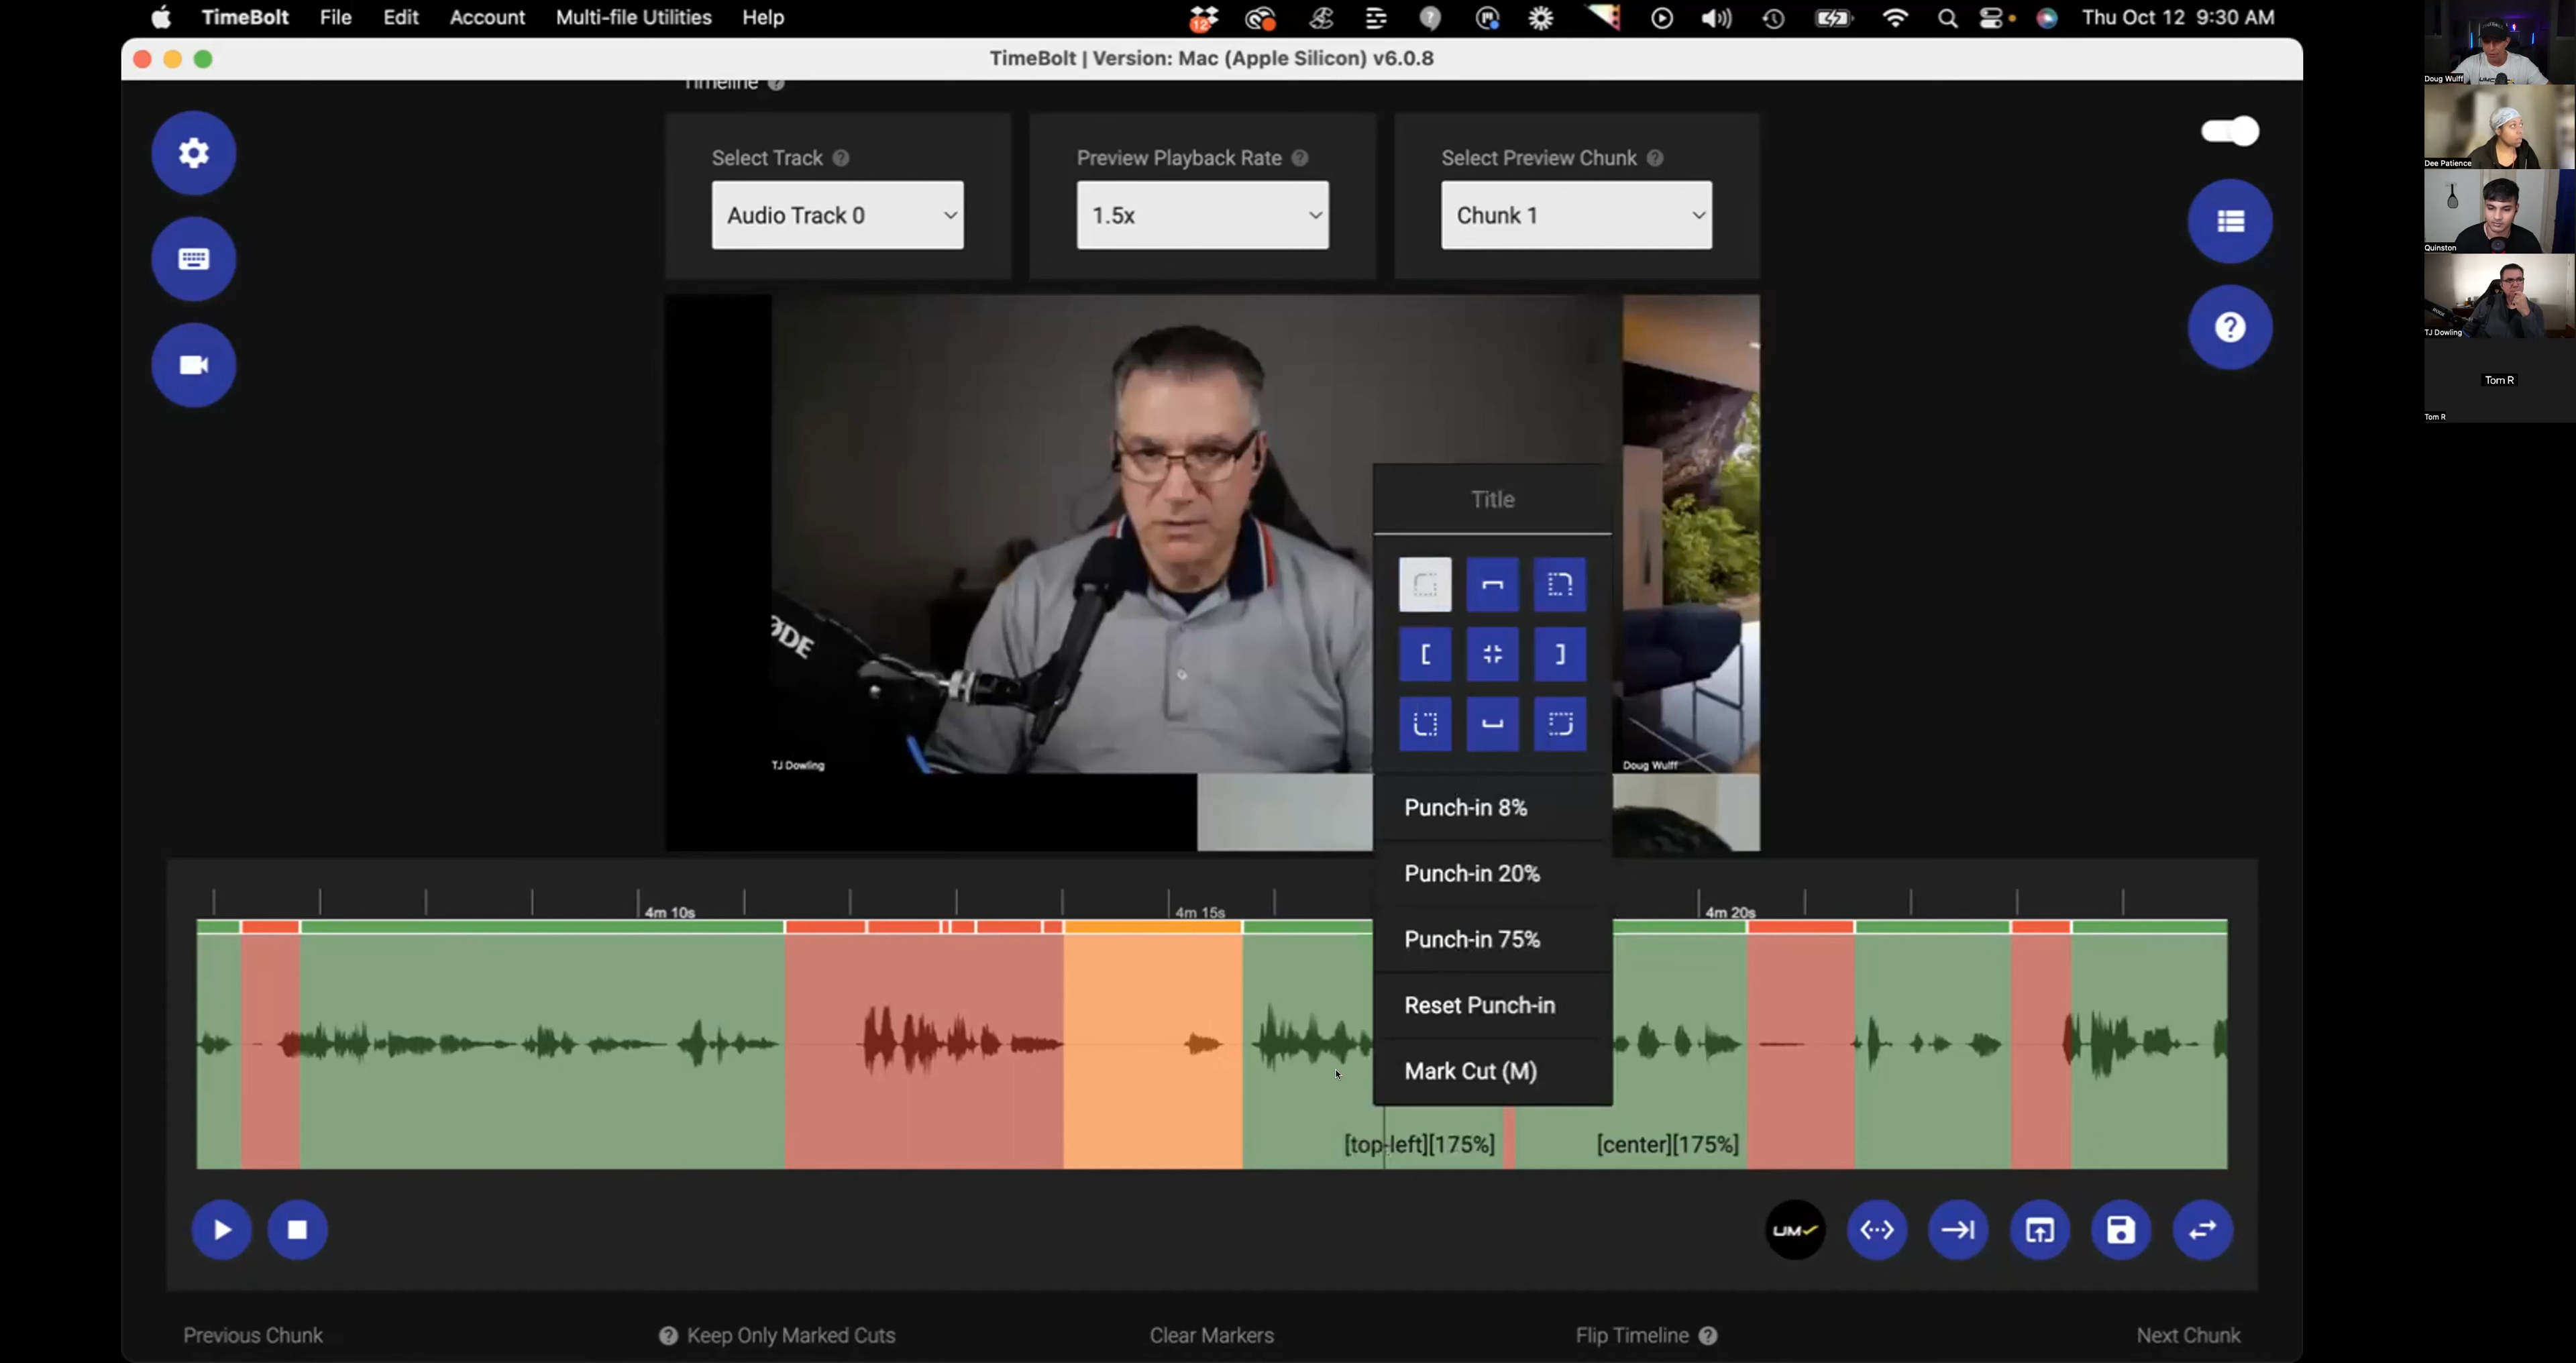 TimeBolt File Edit Account Multi-file Utilities Help 12 Thu Oct 12 9:30 AM
TimeBolt | Version: Mac (Apple Silicon) v6.0.8
Timeline
Select Track
Audio Track 0
Preview Playback Rate
1.5x
Select Preview Chunk
Chunk 1
TJ Dowling
Doug Wulff
Title
Punch-in 8%
Punch-in 20%
Punch-in 75%
Reset Punch-in
Mark Cut (M)
4m 10s
4m 15s
4m 20s
[top-left][175%]
[center][175%]
UM
Previous Chunk
Keep Only Marked Cuts
Clear Markers
Flip Timeline
Next Chunk
Doug Wulff
Dee Patience
Quinston
TJ Dowling
Tom R
Tom R